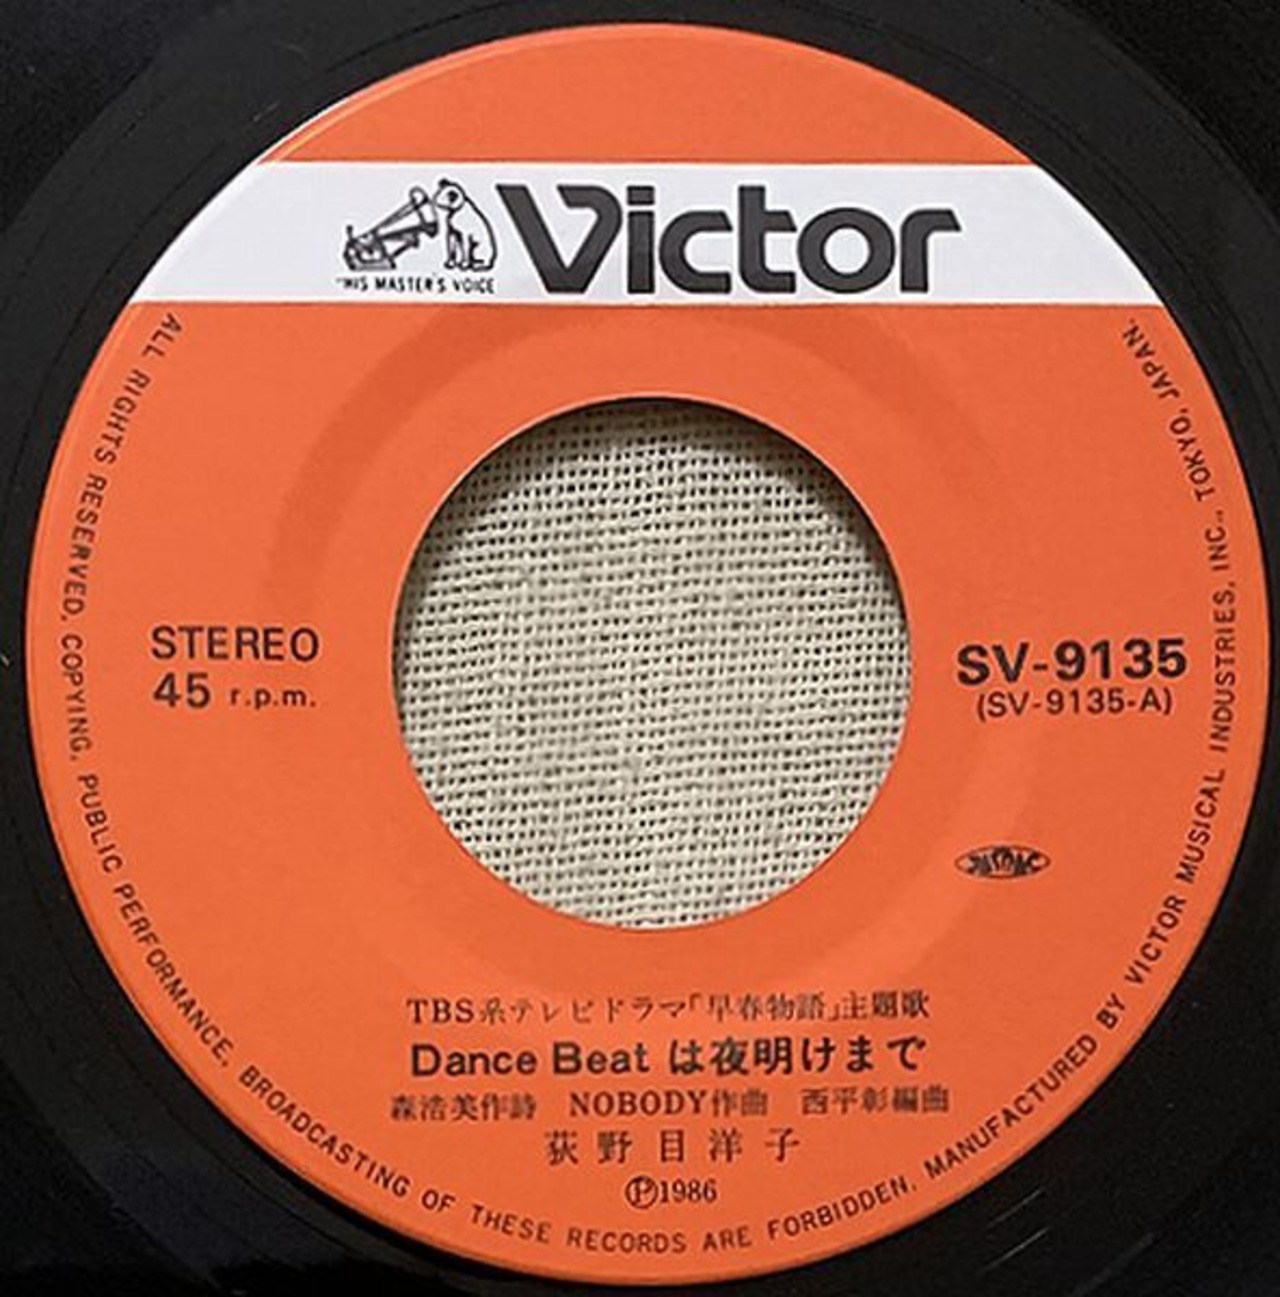 "HIS MASTER'S VOICE
Victor
STEREO
45 r.p.m.
SV-9135
(SV-9135-A)
TBS系テレビドラマ「早春物語」主題歌
Dance Beat は夜明けまで
森浩美作詩 NOBODY作曲 西平彰編曲
荻野目洋子
Ⓟ1986
ALL RIGHTS RESERVED. COPYING. PUBLIC PERFORMANCE. BROADCASTING OF THESE RECORDS ARE FORBIDDEN. MANUFACTURED BY VICTOR MUSICAL INDUSTRIES, INC., TOKYO, JAPAN.